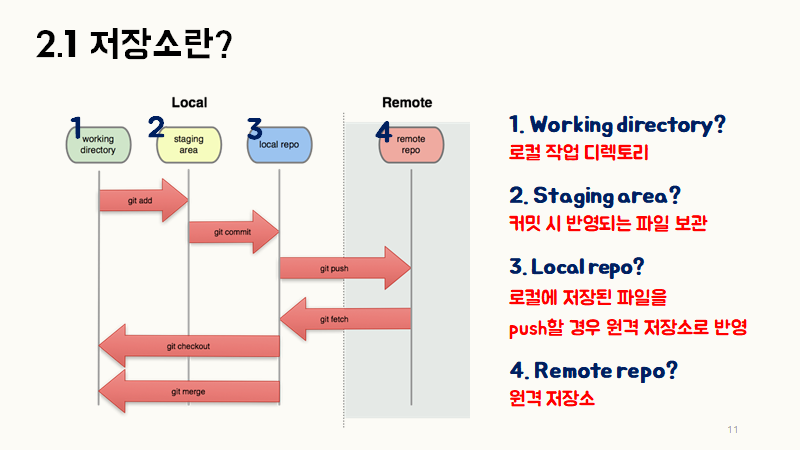 2.1 저장소란?
Local
Remote
1
2
3
4
working
directory
staging
area
local repo
remote
repo
git add
git commit
git push
git fetch
git checkout
git merge
1. Working directory?
로컬 작업 디렉토리
2. Staging area?
커밋 시 반영되는 파일 보관
3. Local repo?
로컬에 저장된 파일을
push할 경우 원격 저장소로 반영
4. Remote repo?
원격 저장소
11